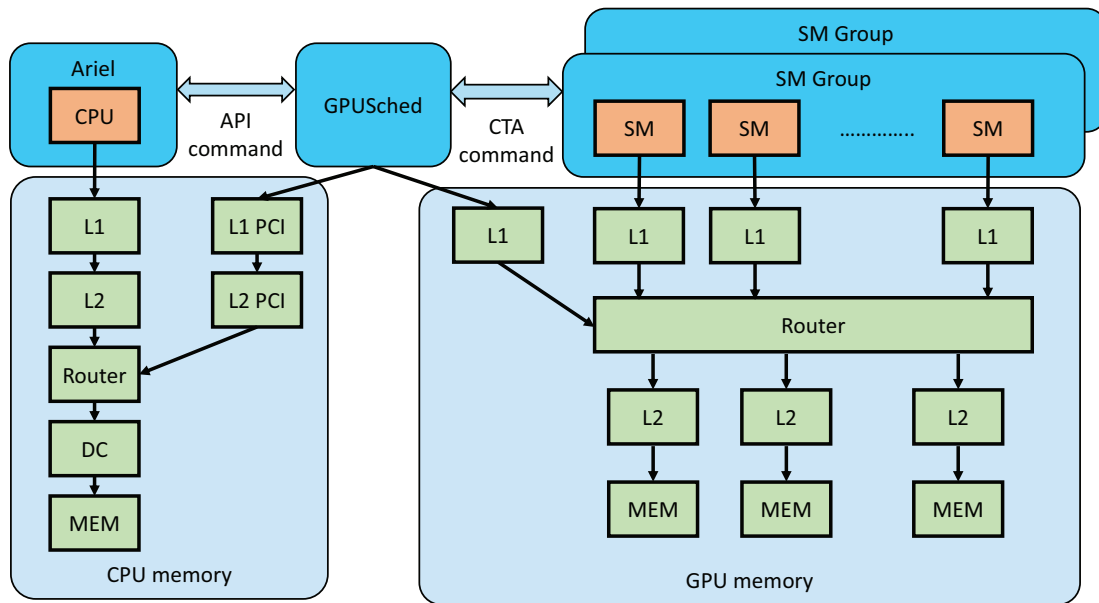 SM Group
SM Group
Ariel
CPU
API
command
GPUSched
CTA
command
SM
SM
…………..
SM
L1
L1 PCI
L1
L1
L1
L1
L2
L2 PCI
Router
Router
DC
L2
L2
L2
MEM
MEM
MEM
MEM
CPU memory
GPU memory